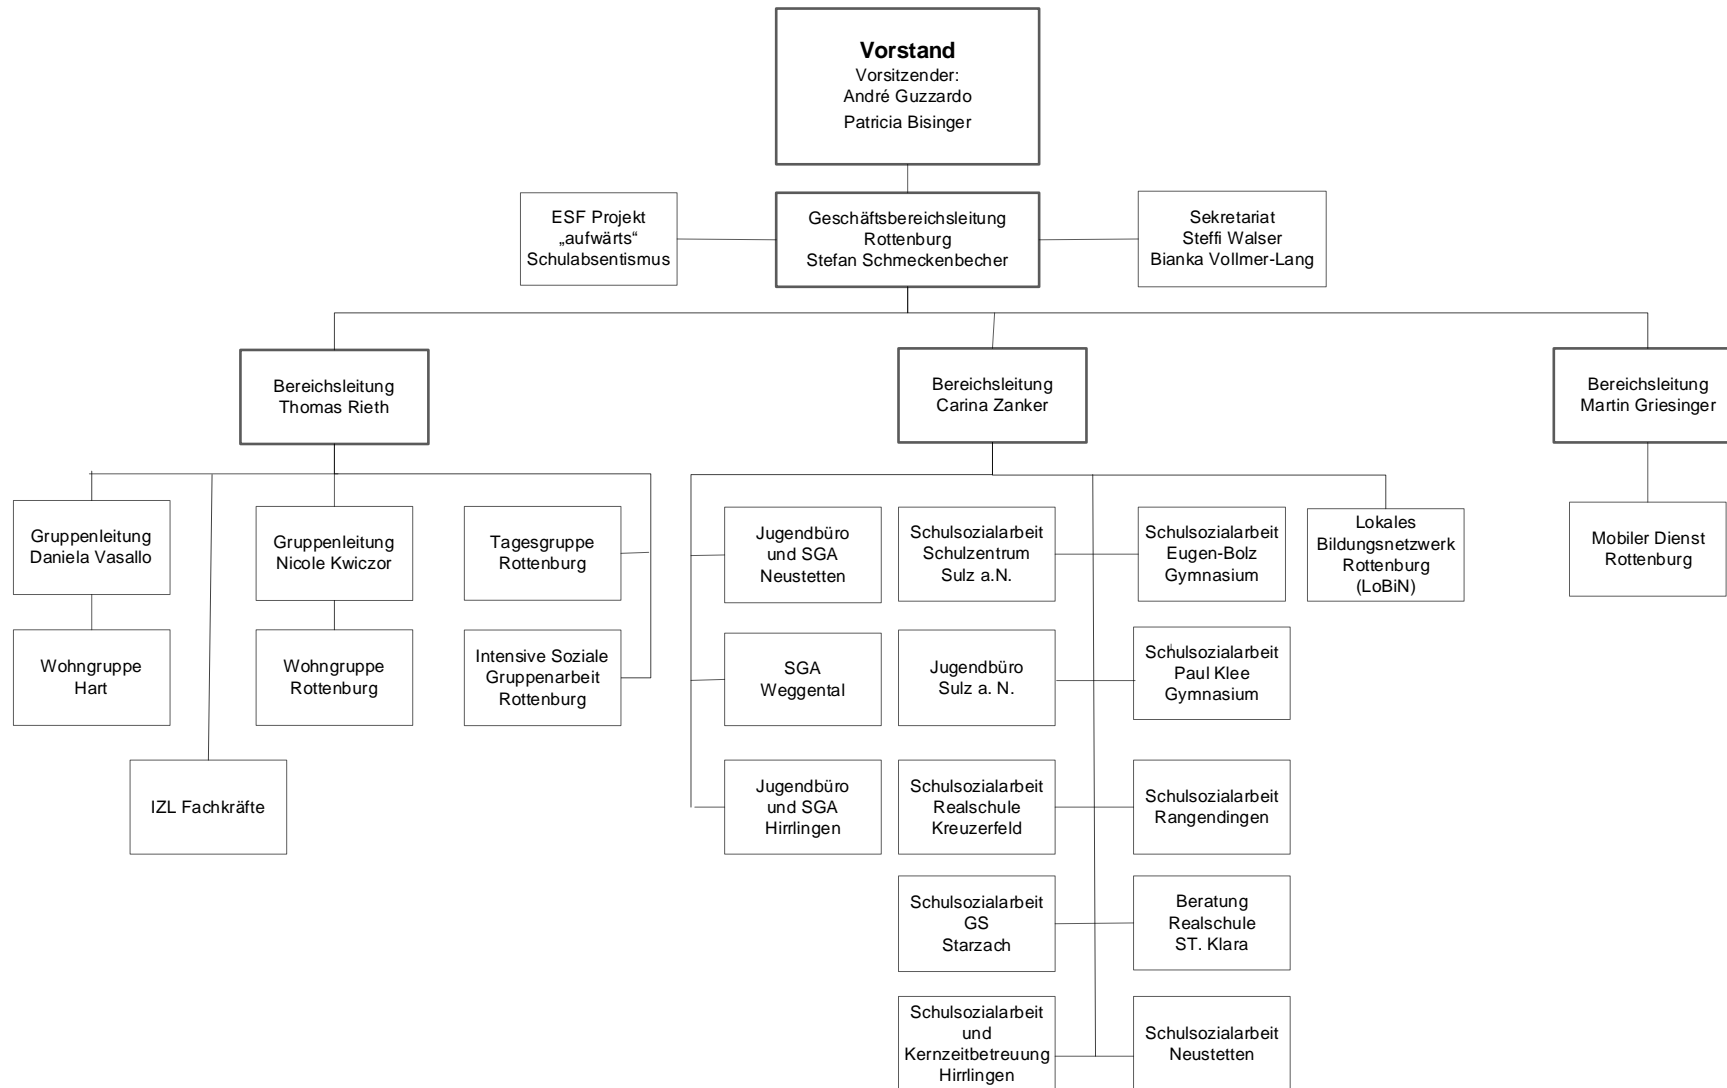 Vorstand
Vorsitzender:
André Guzzardo
Patricia Bisinger
ESF Projekt
„aufwärts“
Schulabsentismus
Geschäftsbereichsleitung
Rottenburg
Stefan Schmeckenbecher
Sekretariat
Steffi Walser
Bianka Vollmer-Lang
Bereichsleitung
Thomas Rieth
Bereichsleitung
Carina Zanker
Bereichsleitung
Martin Griesinger
Gruppenleitung
Daniela Vasallo
Gruppenleitung
Nicole Kwiczor
Tagesgruppe
Rottenburg
Jugendbüro
und SGA
Neustetten
Schulsozialarbeit
Schulzentrum
Sulz a.N.
Schulsozialarbeit
Eugen-Bolz
Gymnasium
Lokales
Bildungsnetzwerk
Rottenburg
(LoBiN)
Mobiler Dienst
Rottenburg
Wohngruppe
Hart
Wohngruppe
Rottenburg
Intensive Soziale
Gruppenarbeit
Rottenburg
SGA
Weggental
Jugendbüro
Sulz a. N.
Schulsozialarbeit
Paul Klee
Gymnasium
IZL Fachkräfte
Jugendbüro
und SGA
Hirrlingen
Schulsozialarbeit
Realschule
Kreuzerfeld
Schulsozialarbeit
Rangendingen
Schulsozialarbeit
GS
Starzach
Beratung
Realschule
ST. Klara
Schulsozialarbeit
und
Kernzeitbetreuung
Hirrlingen
Schulsozialarbeit
Neustetten